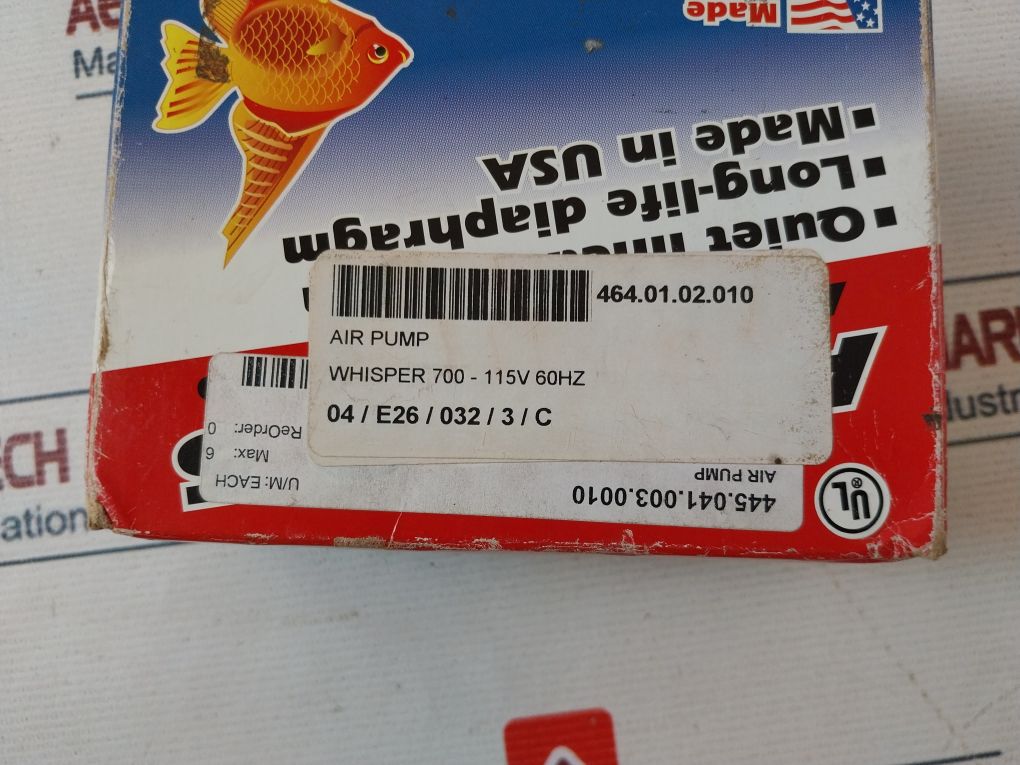 464.01.02.010
AIR PUMP
WHISPER 700 - 115V 60HZ
04 / E26 / 032 / 3 / C
445.041.003.0010
AIR PUMP
U/M: EACH
Max: 6
ReOrder: 0
UL®
▪ Quiet
▪ Long-life diaphragm
▪ Made in USA
Made